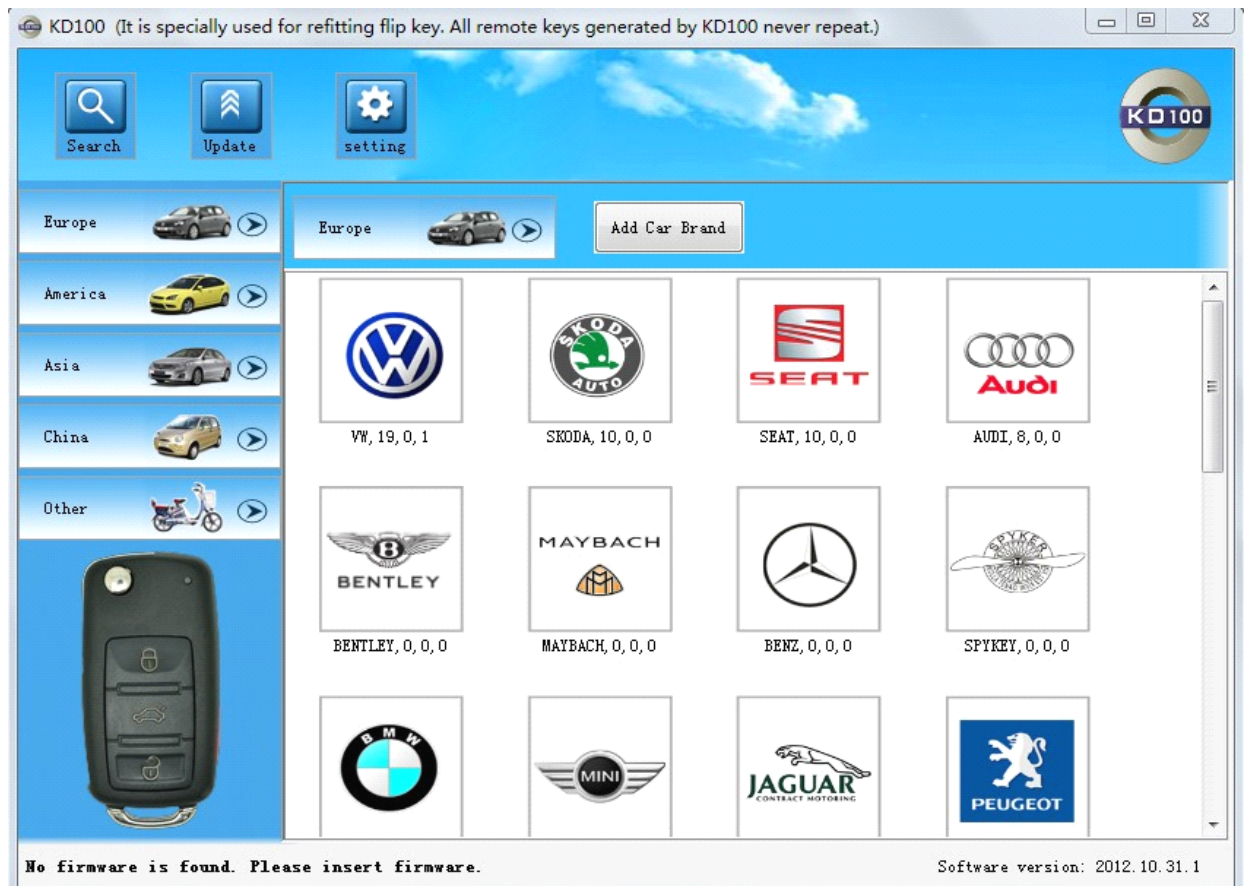 KD100 (It is specially used for refitting flip key. All remote keys generated by KD100 never repeat.)
Search
Update
setting
KD100
Europe
America
Asia
China
Other
Europe
Add Car Brand
VW
SKODA
AUTO
SEAT
Audi
VW, 19, 0, 1
SKODA, 10, 0, 0
SEAT, 10, 0, 0
AUDI, 8, 0, 0
B
BENTLEY
MAYBACH
SPYKER
BENTLEY, 0, 0, 0
MAYBACH, 0, 0, 0
BENZ, 0, 0, 0
SPYKEY, 0, 0, 0
BMW
MINI
JAGUAR
CONTRACT MOTORING
PEUGEOT
No firmware is found. Please insert firmware.
Software version: 2012.10.31.1